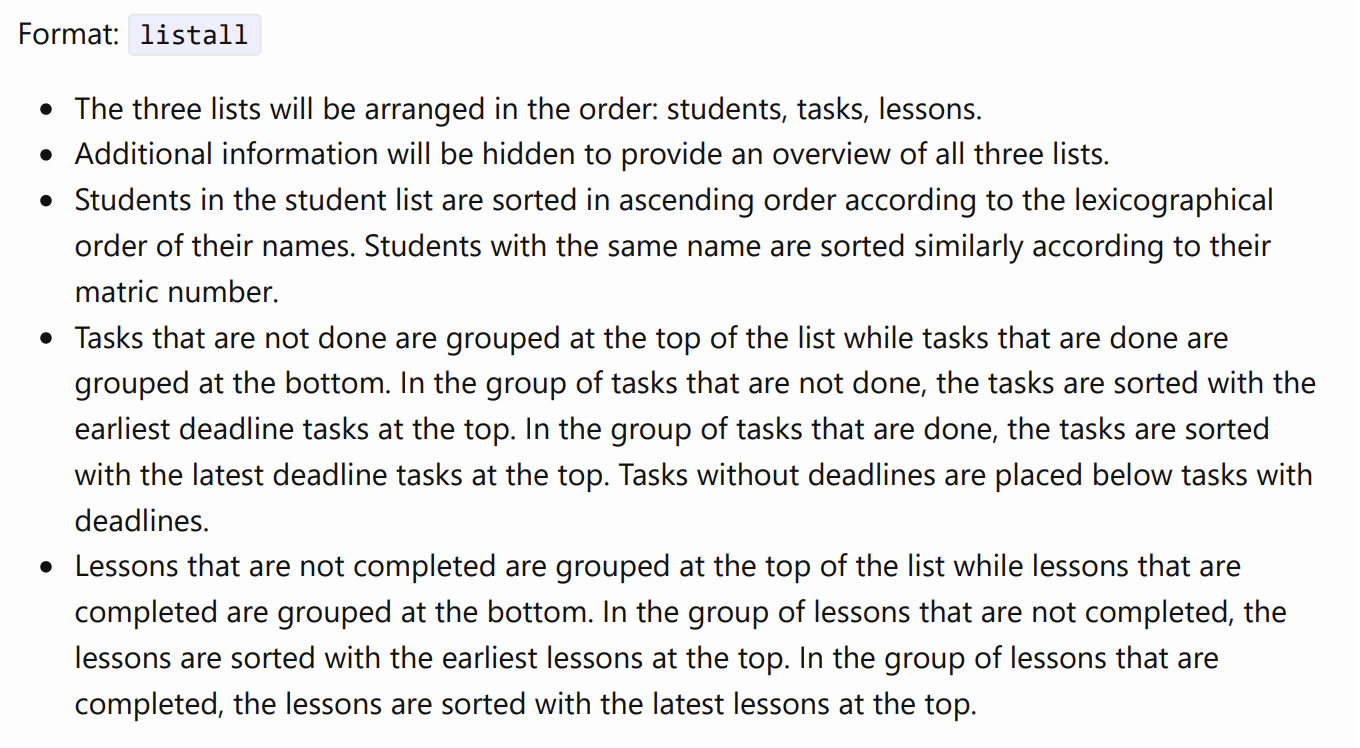 Format: listall
• The three lists will be arranged in the order: students, tasks, lessons.
• Additional information will be hidden to provide an overview of all three lists.
• Students in the student list are sorted in ascending order according to the lexicographical
order of their names. Students with the same name are sorted similarly according to their
matric number.
• Tasks that are not done are grouped at the top of the list while tasks that are done are
grouped at the bottom. In the group of tasks that are not done, the tasks are sorted with the
earliest deadline tasks at the top. In the group of tasks that are done, the tasks are sorted
with the latest deadline tasks at the top. Tasks without deadlines are placed below tasks with
deadlines.
• Lessons that are not completed are grouped at the top of the list while lessons that are
completed are grouped at the bottom. In the group of lessons that are not completed, the
lessons are sorted with the earliest lessons at the top. In the group of lessons that are
completed, the lessons are sorted with the latest lessons at the top.